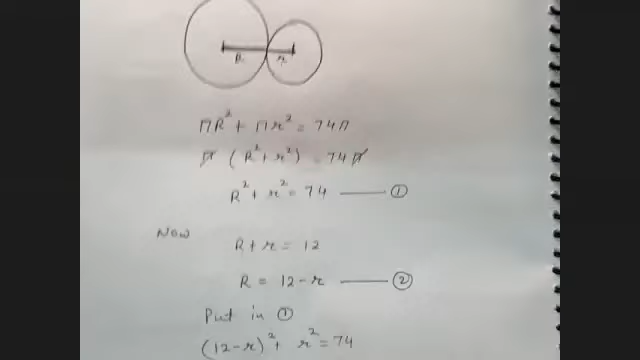 R r
πR² + πr² = 74π
π (R² + r²) = 74π
R² + r² = 74 —— ①
Now
R + r = 12
R = 12 - r —— ②
Put in ①
(12-r)² + r² = 74